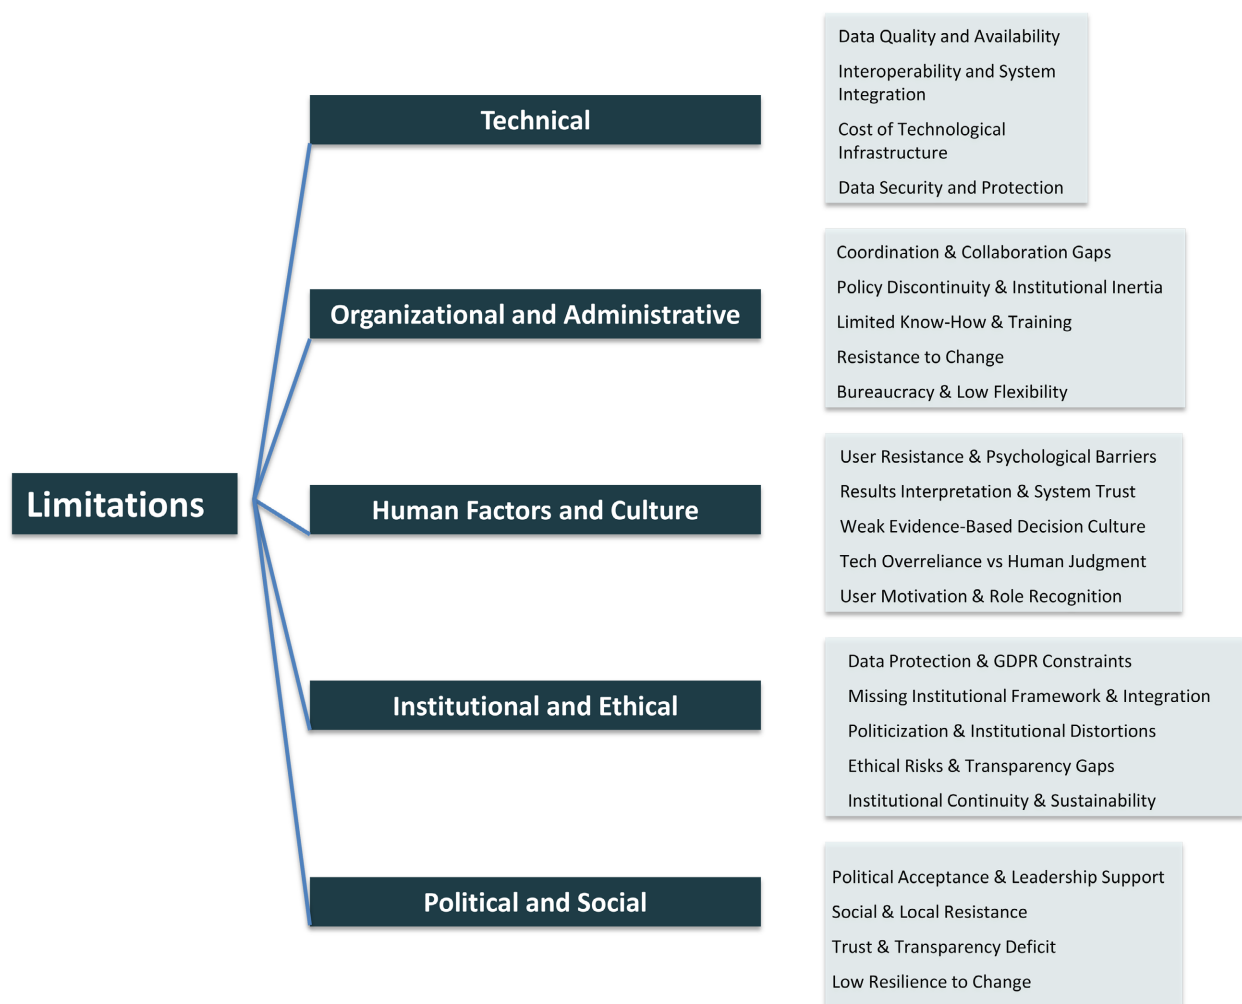 Limitations
Technical
Data Quality and Availability
Interoperability and System
Integration
Cost of Technological
Infrastructure
Data Security and Protection
Organizational and Administrative
Coordination & Collaboration Gaps
Policy Discontinuity & Institutional Inertia
Limited Know-How & Training
Resistance to Change
Bureaucracy & Low Flexibility
Human Factors and Culture
User Resistance & Psychological Barriers
Results Interpretation & System Trust
Weak Evidence-Based Decision Culture
Tech Overreliance vs Human Judgment
User Motivation & Role Recognition
Institutional and Ethical
Data Protection & GDPR Constraints
Missing Institutional Framework & Integration
Politicization & Institutional Distortions
Ethical Risks & Transparency Gaps
Institutional Continuity & Sustainability
Political and Social
Political Acceptance & Leadership Support
Social & Local Resistance
Trust & Transparency Deficit
Low Resilience to Change